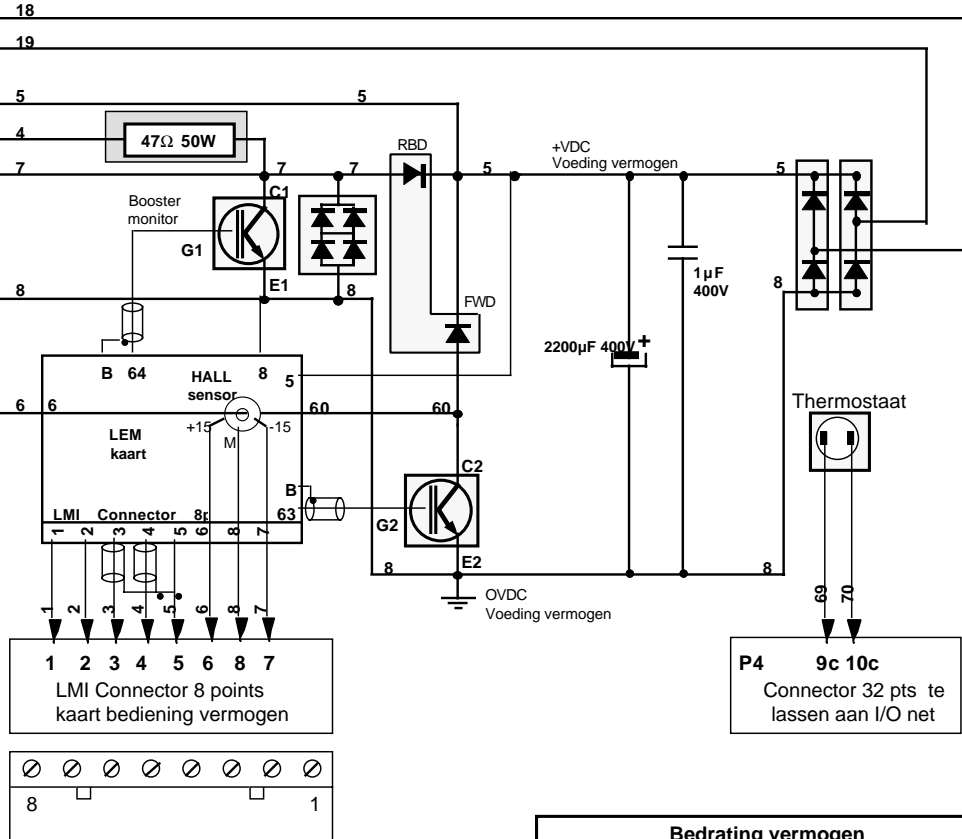 18
19
5
5
4
47Ω 50W
RBD
+VDC
Voeding vermogen
7
7
7
5
5
Booster
monitor
C1
G1
E1
1µF
400V
8
8
8
FWD
2200µF 400V
+
B 64
HALL
sensor
8
5
Thermostaat
6
6
60
60
+15
-15
M
LEM
kaart
C2
B
LMI Connector 8p
63
G2
1 2 3 4 5 6 8 7
E2
8
8
OVDC
Voeding vermogen
69
70
1 2 3 4 5 6 8 7
1 2 3 4 5 6 8 7
LMI Connector 8 points
kaart bediening vermogen
P4 9c 10c
Connector 32 pts te
lassen aan I/O net
8 1
Bedrating vermogen